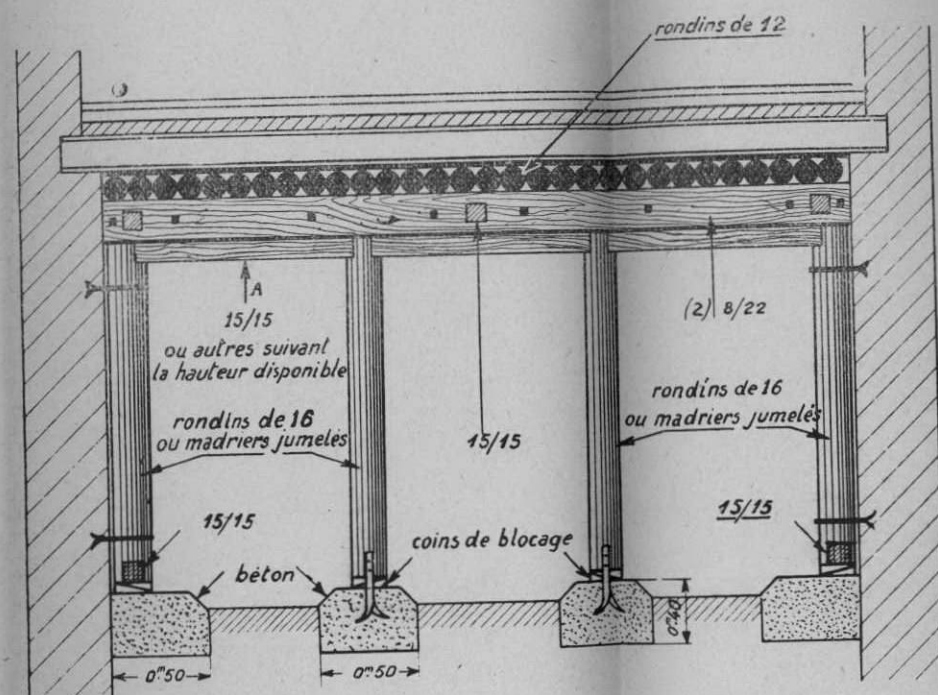 rondins de 12
A
15/15
ou autres suivant
la hauteur disponible
(2) 8/22
rondins de 16
ou madriers jumelés
rondins de 16
ou madriers jumelés
15/15
15/15
15/15
coins de blocage
béton
0m40
0m50
0m50